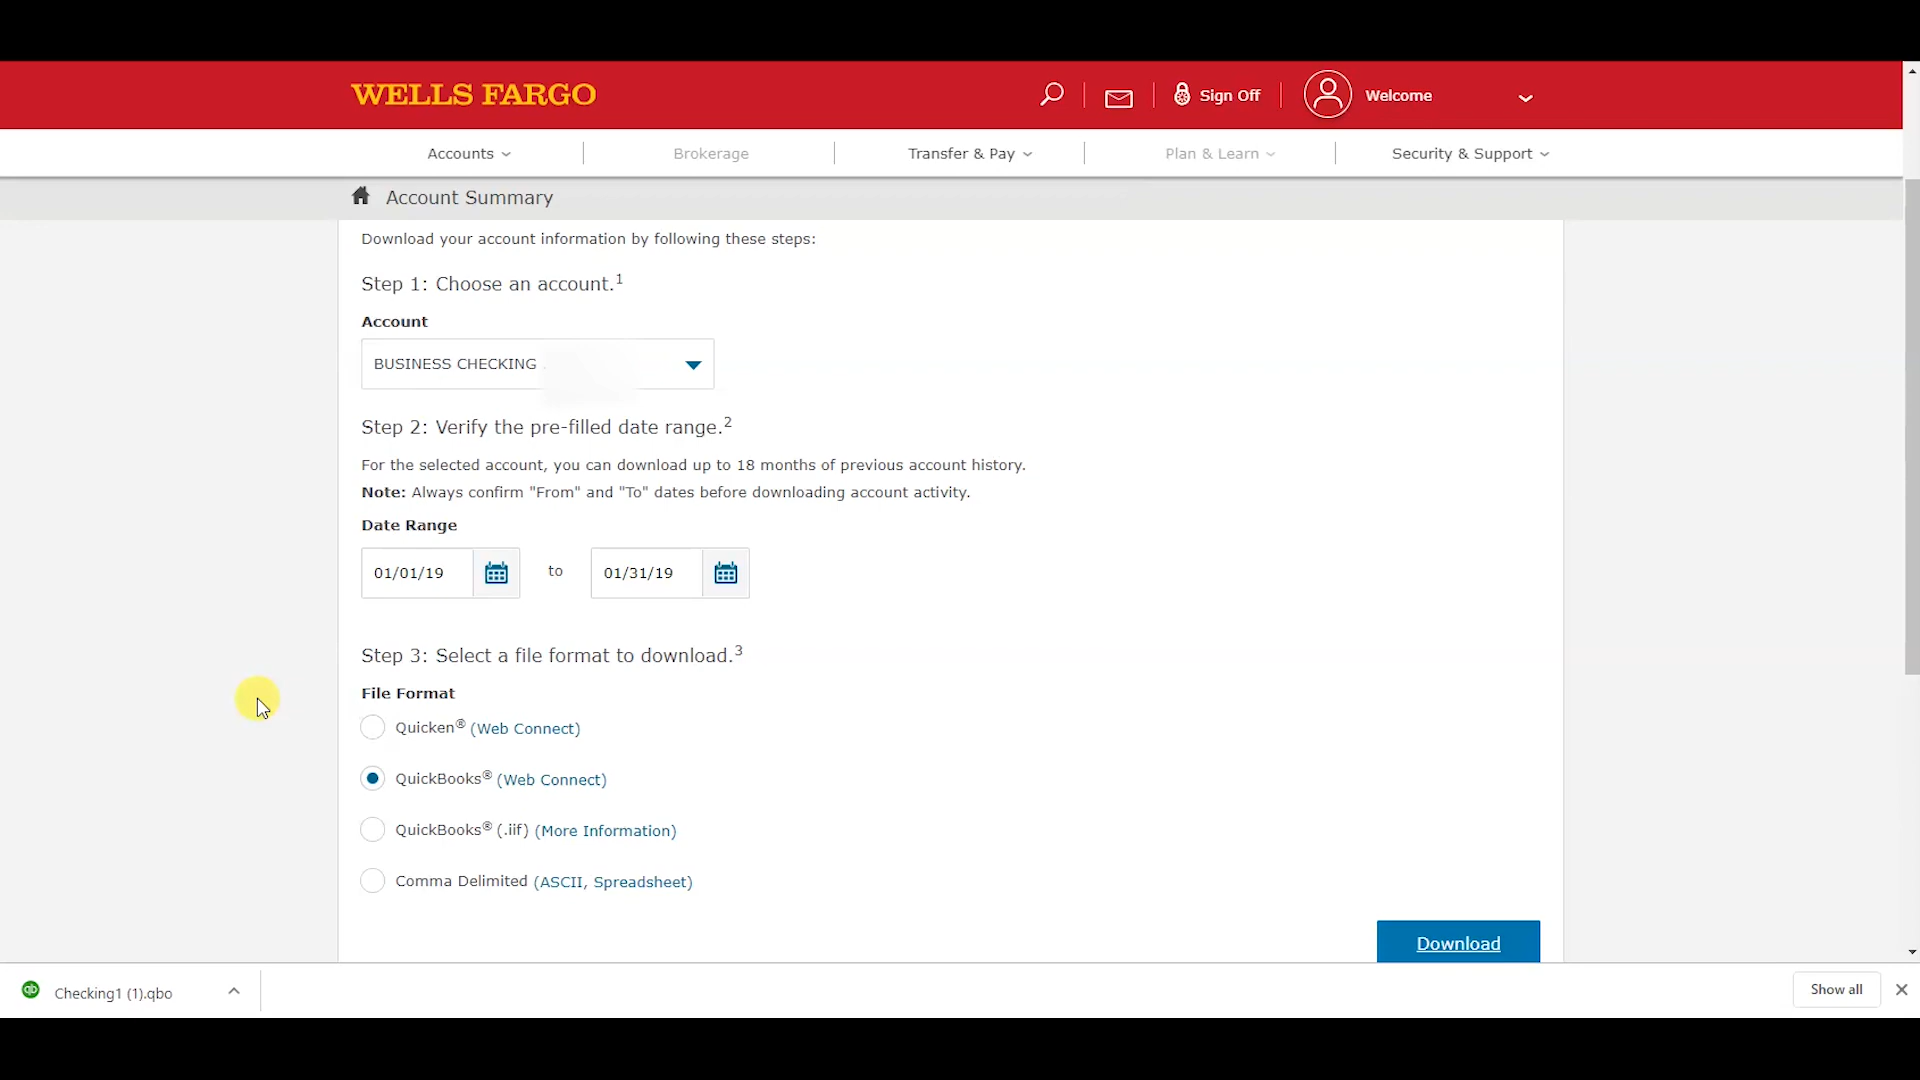 WELLS FARGO
Sign Off
Welcome
Accounts
Brokerage
Transfer & Pay
Plan & Learn
Security & Support
Account Summary
Download your account information by following these steps:
Step 1: Choose an account.1
Account
BUSINESS CHECKING
Step 2: Verify the pre-filled date range.2
For the selected account, you can download up to 18 months of previous account history.
Note: Always confirm "From" and "To" dates before downloading account activity.
Date Range
01/01/19 to 01/31/19
Step 3: Select a file format to download.3
File Format
Quicken® (Web Connect)
QuickBooks® (Web Connect)
QuickBooks® (.iif) (More Information)
Comma Delimited (ASCII, Spreadsheet)
Download
qb
Checking1 (1).qbo
Show all